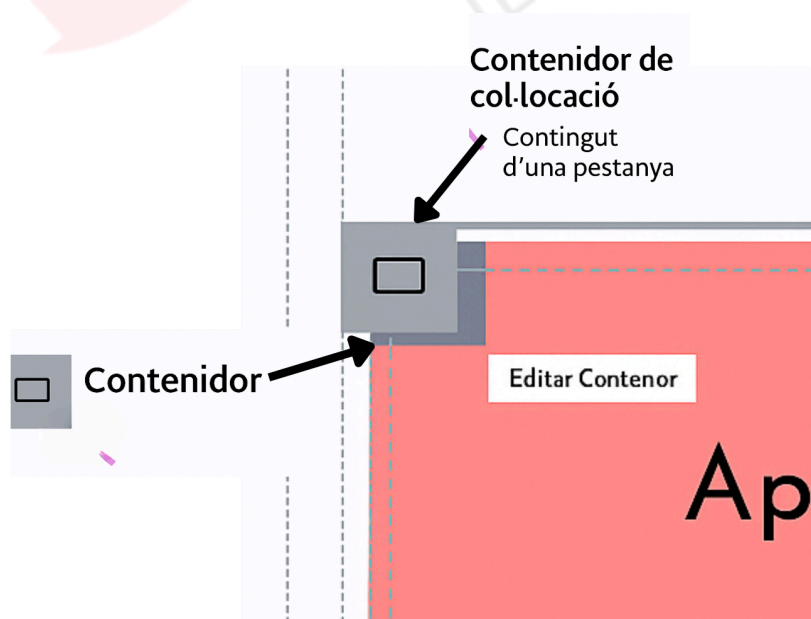 Contenidor de
col·locació
Contingut
d'una pestanya
Contenidor
Editar Contenor
Ap